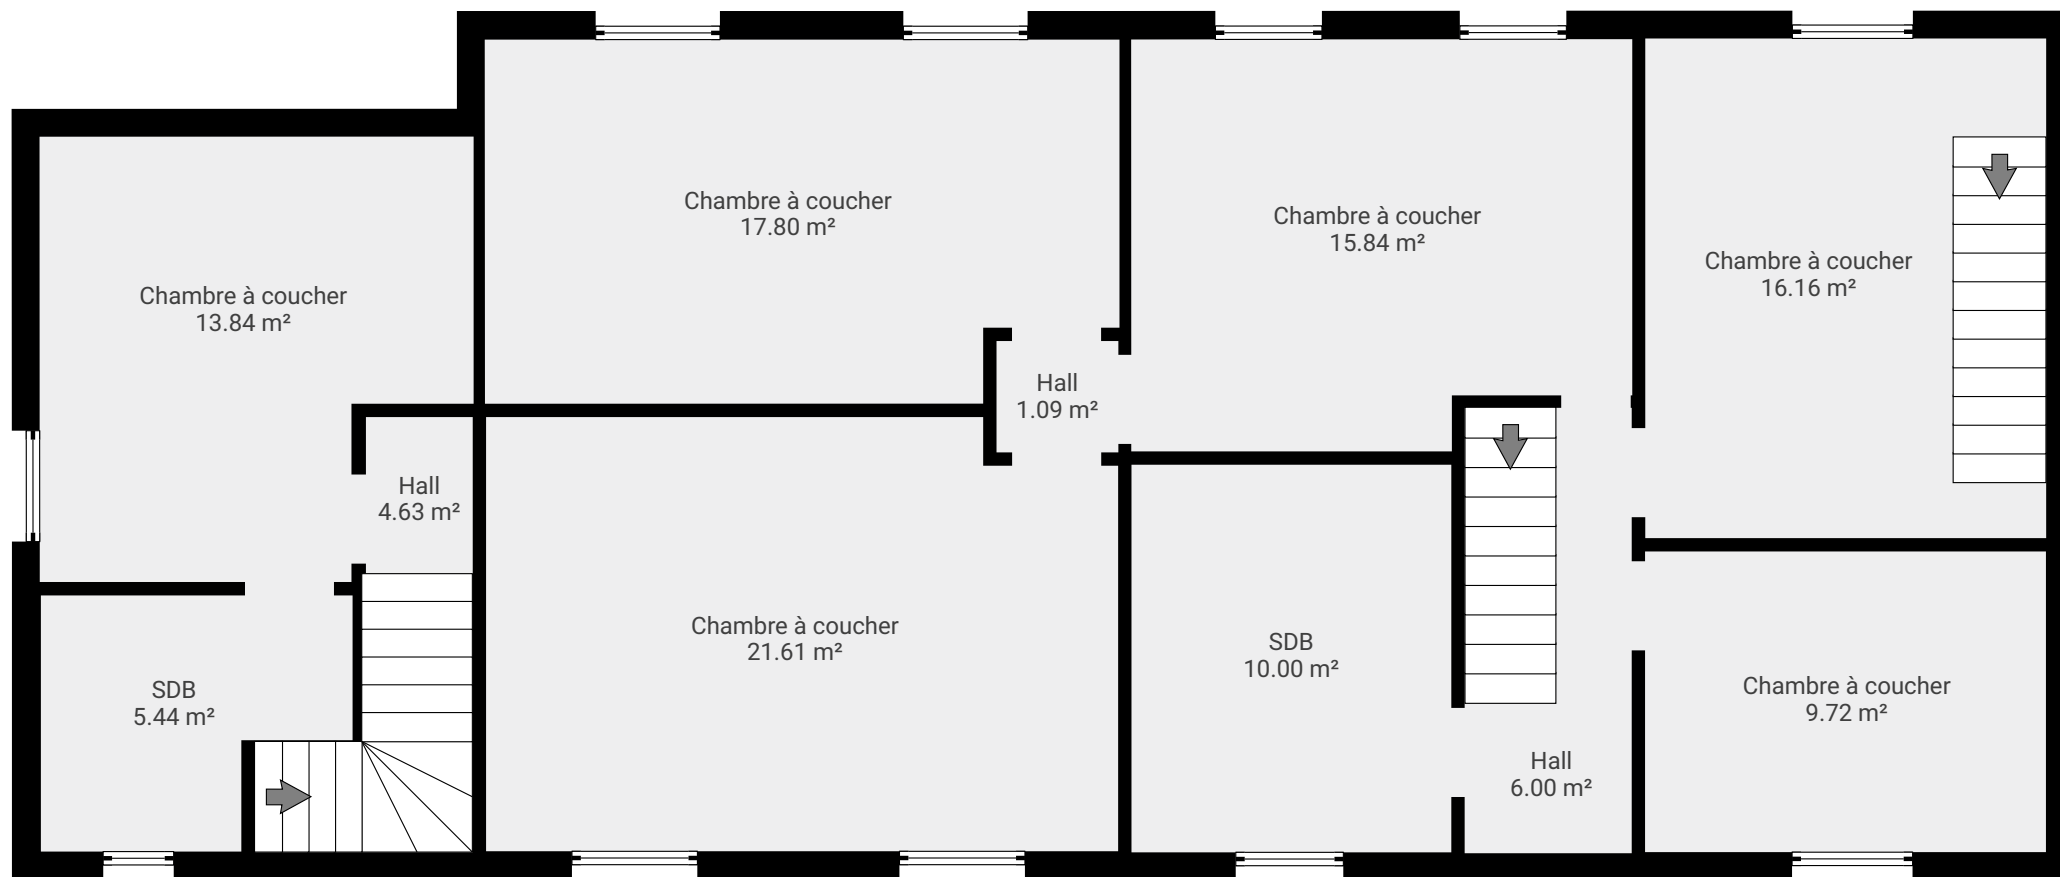 Chambre à coucher
17.80 m²
Chambre à coucher
15.84 m²
Chambre à coucher
16.16 m²
Chambre à coucher
13.84 m²
Hall
1.09 m²
Hall
4.63 m²
Chambre à coucher
21.61 m²
SDB
10.00 m²
SDB
5.44 m²
Chambre à coucher
9.72 m²
Hall
6.00 m²